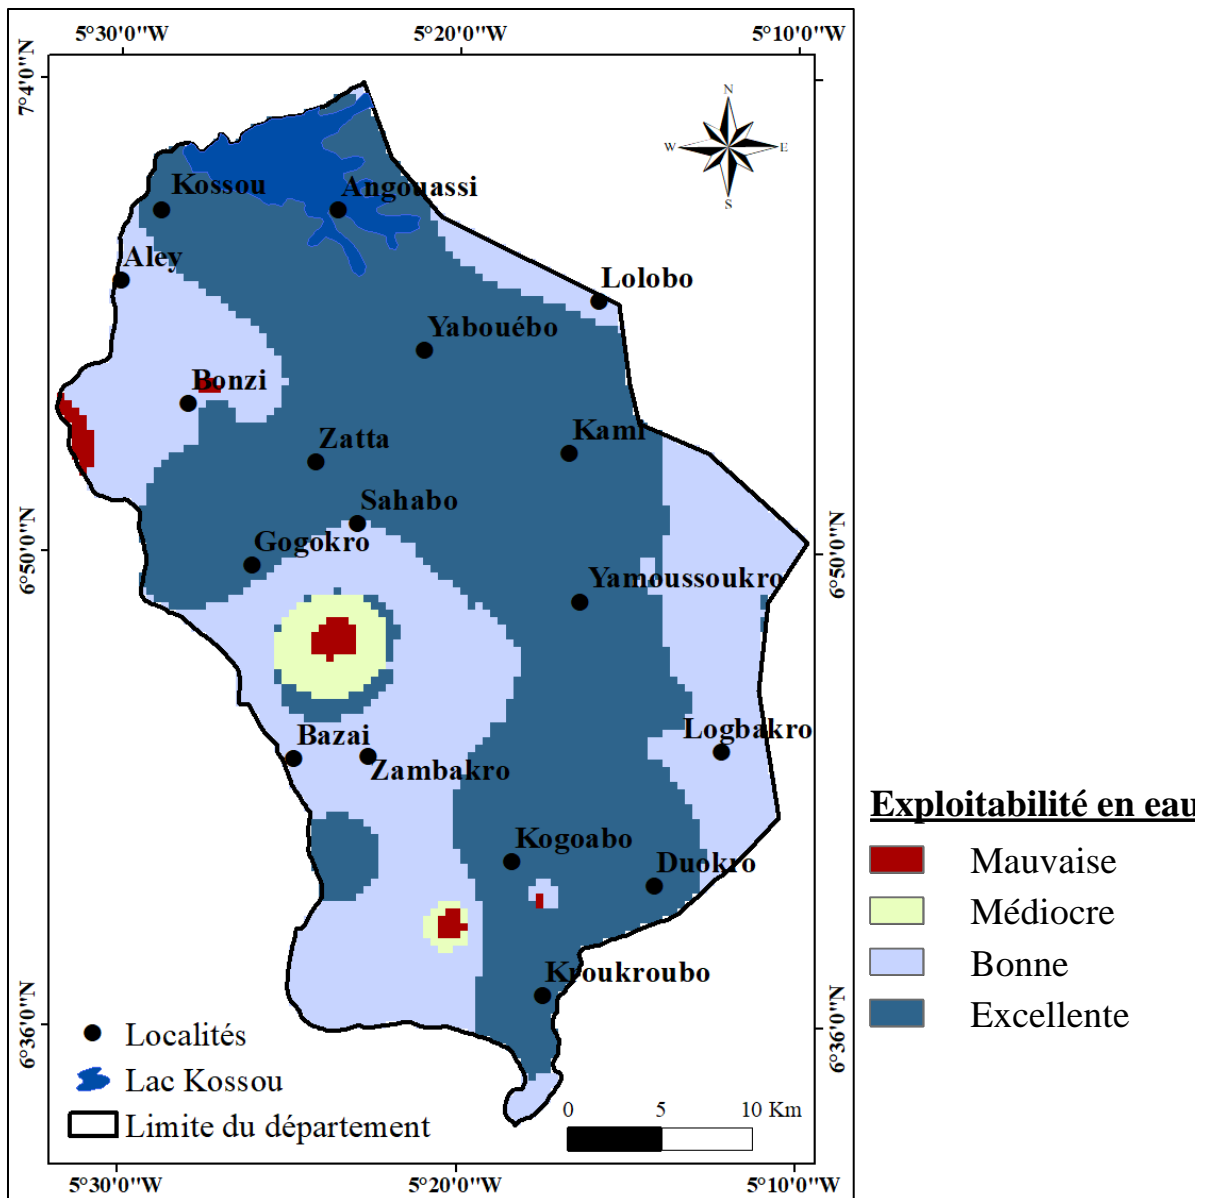 5°30'0"W 5°20'0"W 5°10'0"W
7°4'0"N
N
W E
S
Kossou
Angouassi
Aley
Lolobo
Yabouébo
Bonzi
Kami
Zatta
Sahabo
Gogokro
6°50'0"N
6°50'0"N
Yamoussoukro
Logbakro
Bazai
Zambakro
Kogoabo
Duokro
Kroukroubo
6°36'0"N
6°36'0"N
Localités
Lac Kossou
Limite du département
0 5 10 Km
5°30'0"W 5°20'0"W 5°10'0"W
Exploitabilité en eau
Mauvaise
Médiocre
Bonne
Excellente